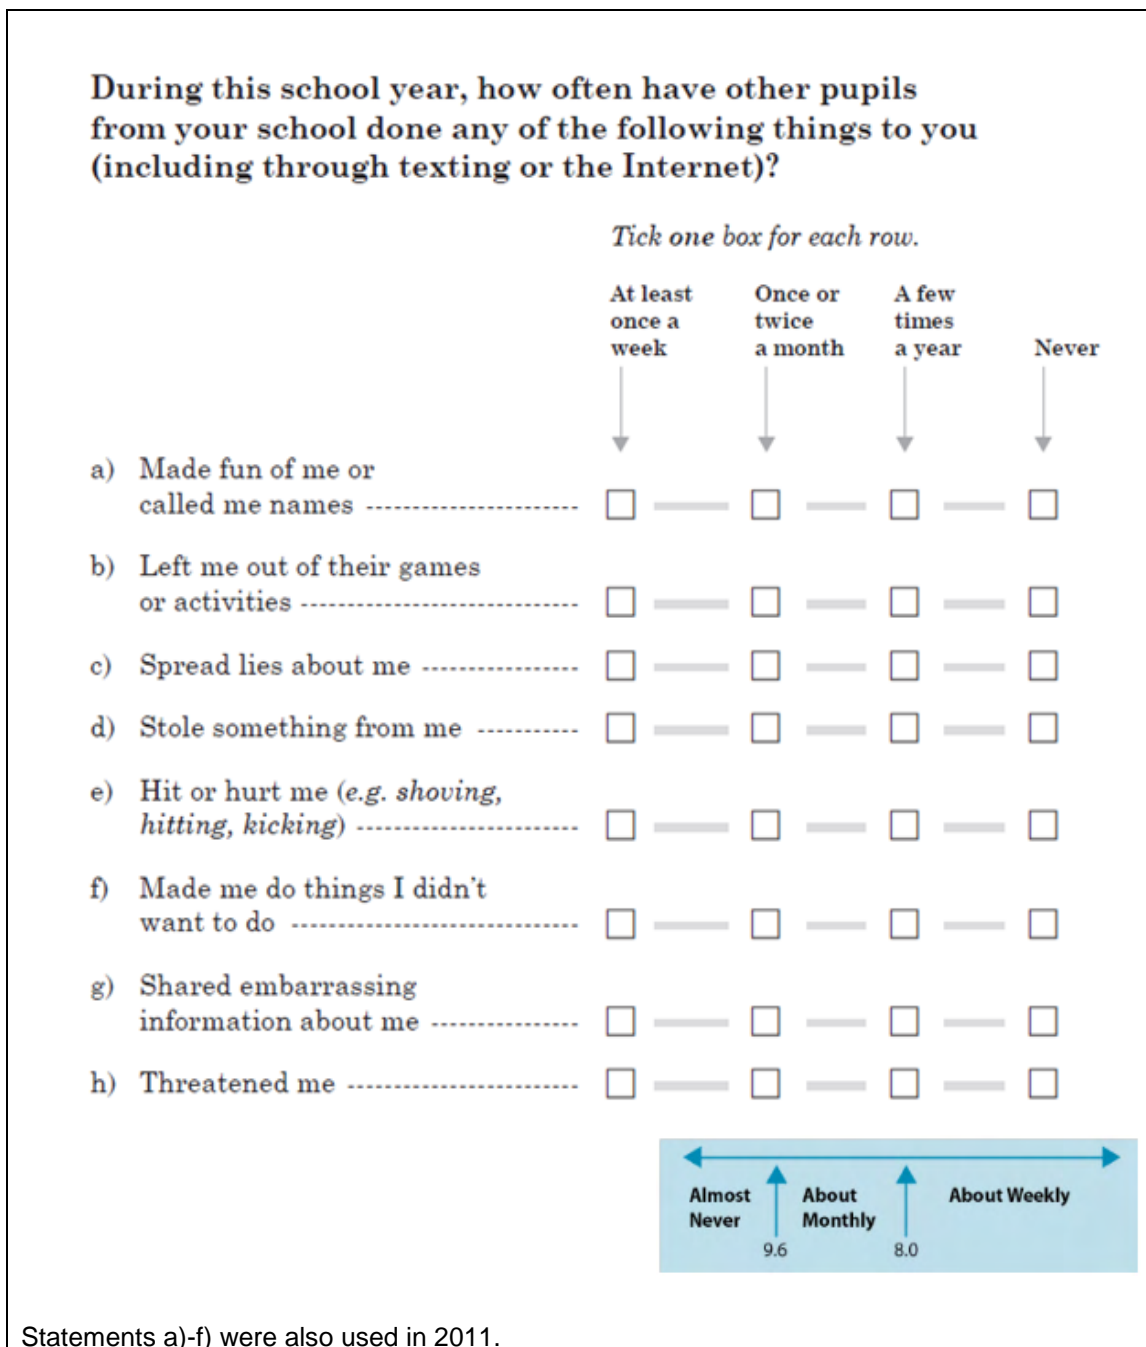 During this school year, how often have other pupils
from your school done any of the following things to you
(including through texting or the Internet)?
Tick one box for each row.
At least once a week
Once or twice a month
A few times a year
Never
a) Made fun of me or
called me names
b) Left me out of their games
or activities
c) Spread lies about me
d) Stole something from me
e) Hit or hurt me (e.g. shoving,
hitting, kicking)
f) Made me do things I didn't
want to do
g) Shared embarrassing
information about me
h) Threatened me
Almost Never
About Monthly
About Weekly
9.6
8.0
Statements a)-f) were also used in 2011.